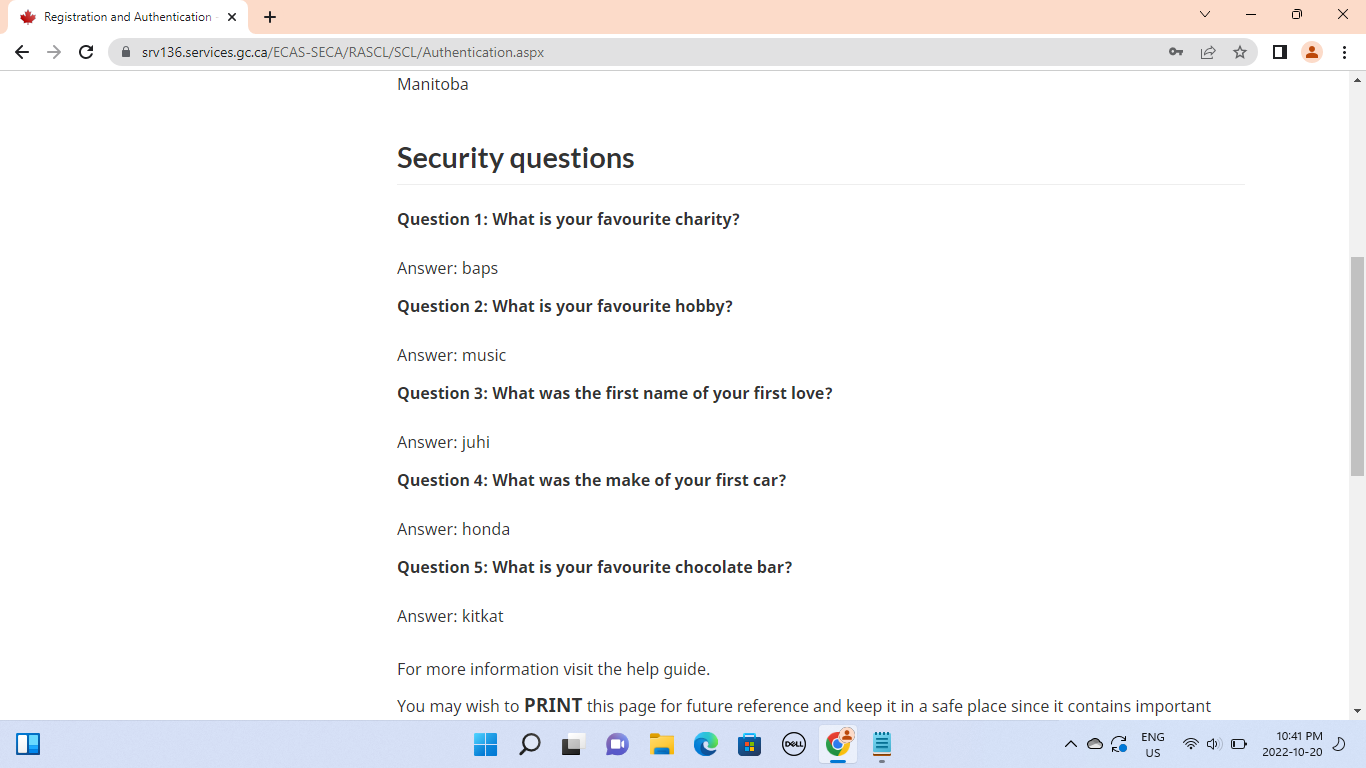 Registration and Authentication
srv136.services.gc.ca/ECAS-SECA/RASCL/SCL/Authentication.aspx
Manitoba
Security questions
Question 1: What is your favourite charity?
Answer: baps
Question 2: What is your favourite hobby?
Answer: music
Question 3: What was the first name of your first love?
Answer: juhi
Question 4: What was the make of your first car?
Answer: honda
Question 5: What is your favourite chocolate bar?
Answer: kitkat
For more information visit the help guide.
You may wish to PRINT this page for future reference and keep it in a safe place since it contains important
DELL
ENG
US
10:41 PM
2022-10-20